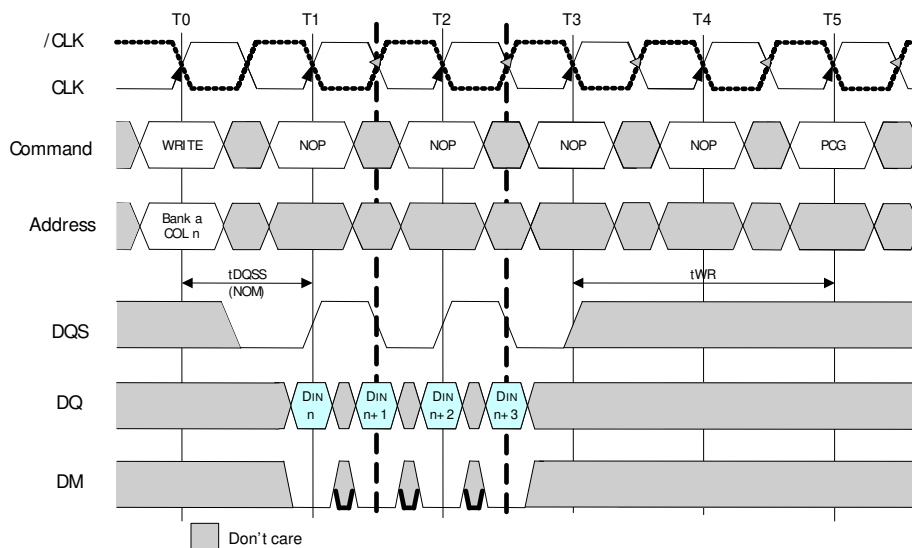 T0 T1 T2 T3 T4 T5
/CLK
CLK
Command WRITE NOP NOP NOP NOP PCG
Address Bank a
COL n
tDQSS
(NOM)
tWR
DQS
DQ DIN n DIN n+1 DIN n+2 DIN n+3
DM
Don't care